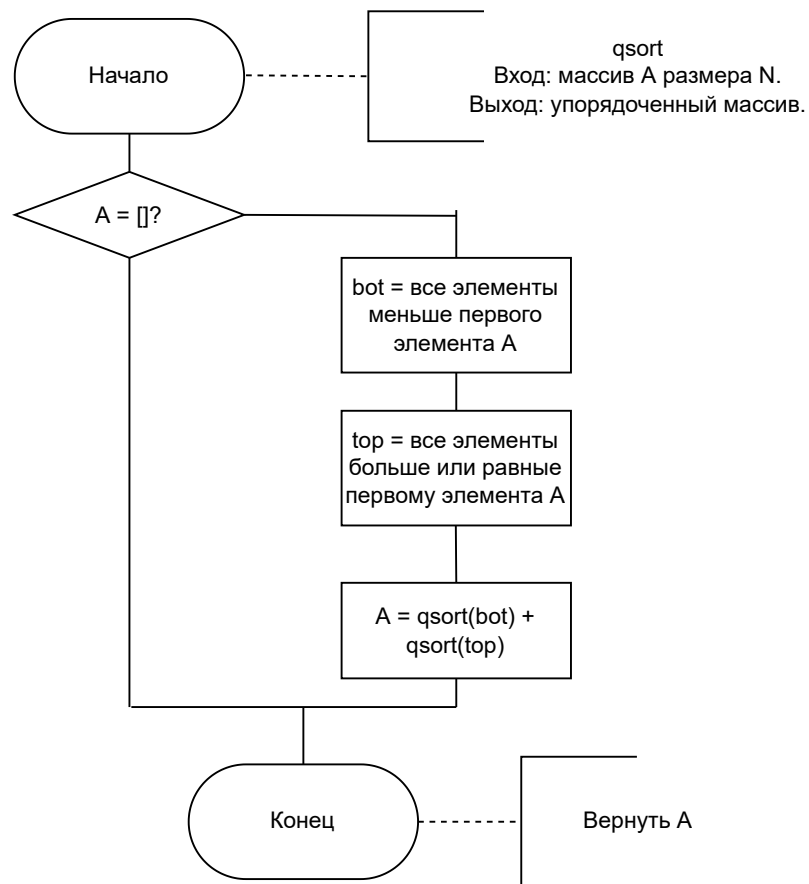 Начало
qsort
Вход: массив A размера N.
Выход: упорядоченный массив.
A = []?
bot = все элементы
меньше первого
элемента A
top = все элементы
больше или равные
первому элемента A
A = qsort(bot) +
qsort(top)
Конец
Вернуть A